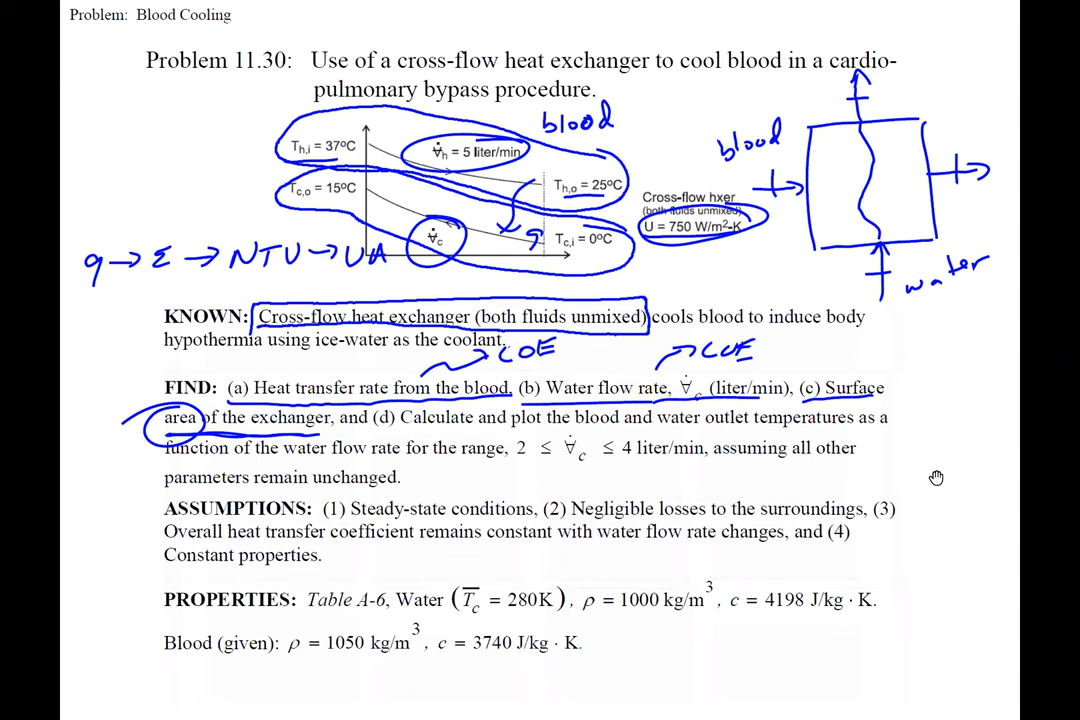 Problem: Blood Cooling
Problem 11.30: Use of a cross-flow heat exchanger to cool blood in a cardio-
pulmonary bypass procedure.
blood
blood
Th,i = 37ºC
V̇h = 5 liter/min
Th,o = 25ºC
Tc,o = 15ºC
Cross-flow hxer
(both fluids unmixed)
U = 750 W/m²-K
V̇c
q
Tc,i = 0ºC
q → ε → NTU → UA
water
KNOWN: Cross-flow heat exchanger (both fluids unmixed) cools blood to induce body
hypothermia using ice-water as the coolant.
COE
COE
FIND: (a) Heat transfer rate from the blood, (b) Water flow rate, ∀̇c (liter/min), (c) Surface
area of the exchanger, and (d) Calculate and plot the blood and water outlet temperatures as a
function of the water flow rate for the range, 2 ≤ ∀̇c ≤ 4 liter/min, assuming all other
parameters remain unchanged.
ASSUMPTIONS: (1) Steady-state conditions, (2) Negligible losses to the surroundings, (3)
Overall heat transfer coefficient remains constant with water flow rate changes, and (4)
Constant properties.
PROPERTIES: Table A-6, Water (T̄c = 280K), ρ = 1000 kg/m³, c = 4198 J/kg · K.
Blood (given): ρ = 1050 kg/m³, c = 3740 J/kg · K.